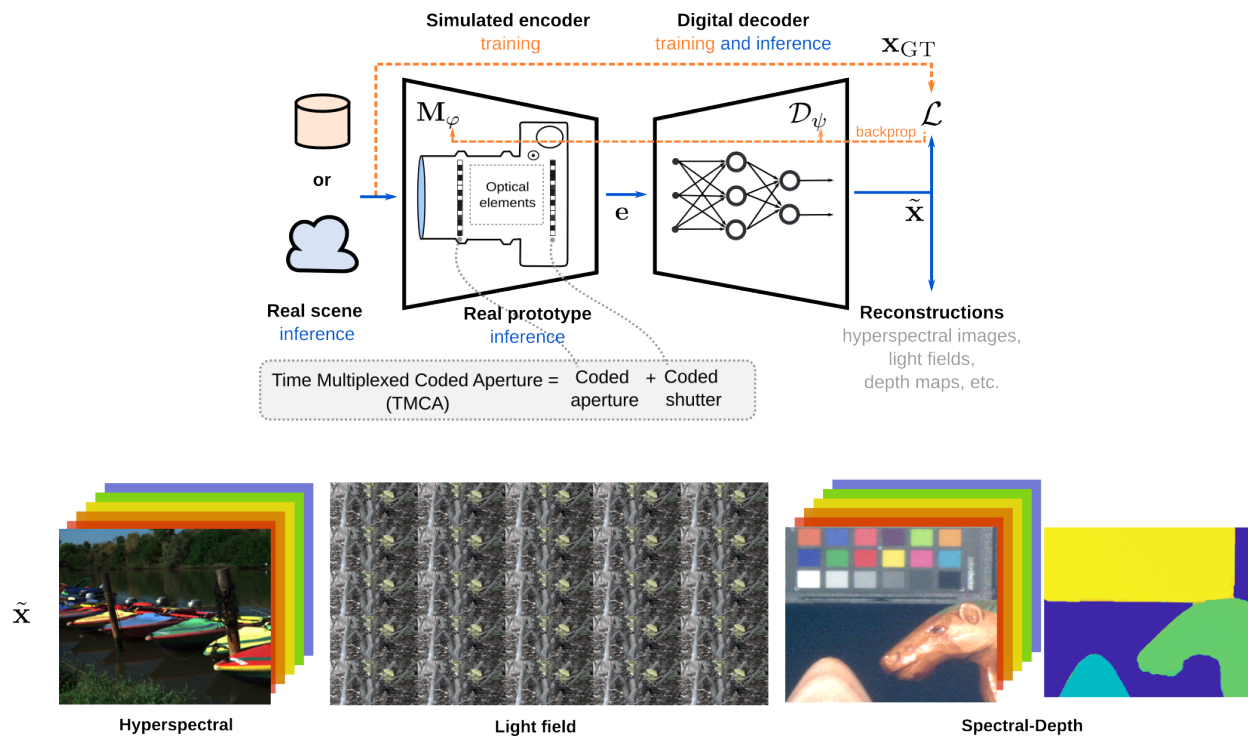 Simulated encoder
training
Digital decoder
training and inference
x_GT
M_φ
D_ψ
L
backprop
or
Optical
elements
e
x̃
Real scene
inference
Real prototype
inference
Reconstructions
hyperspectral images,
light fields,
depth maps, etc.
Time Multiplexed Coded Aperture = Coded + Coded
(TMCA) aperture shutter
x̃
Hyperspectral
Light field
Spectral-Depth